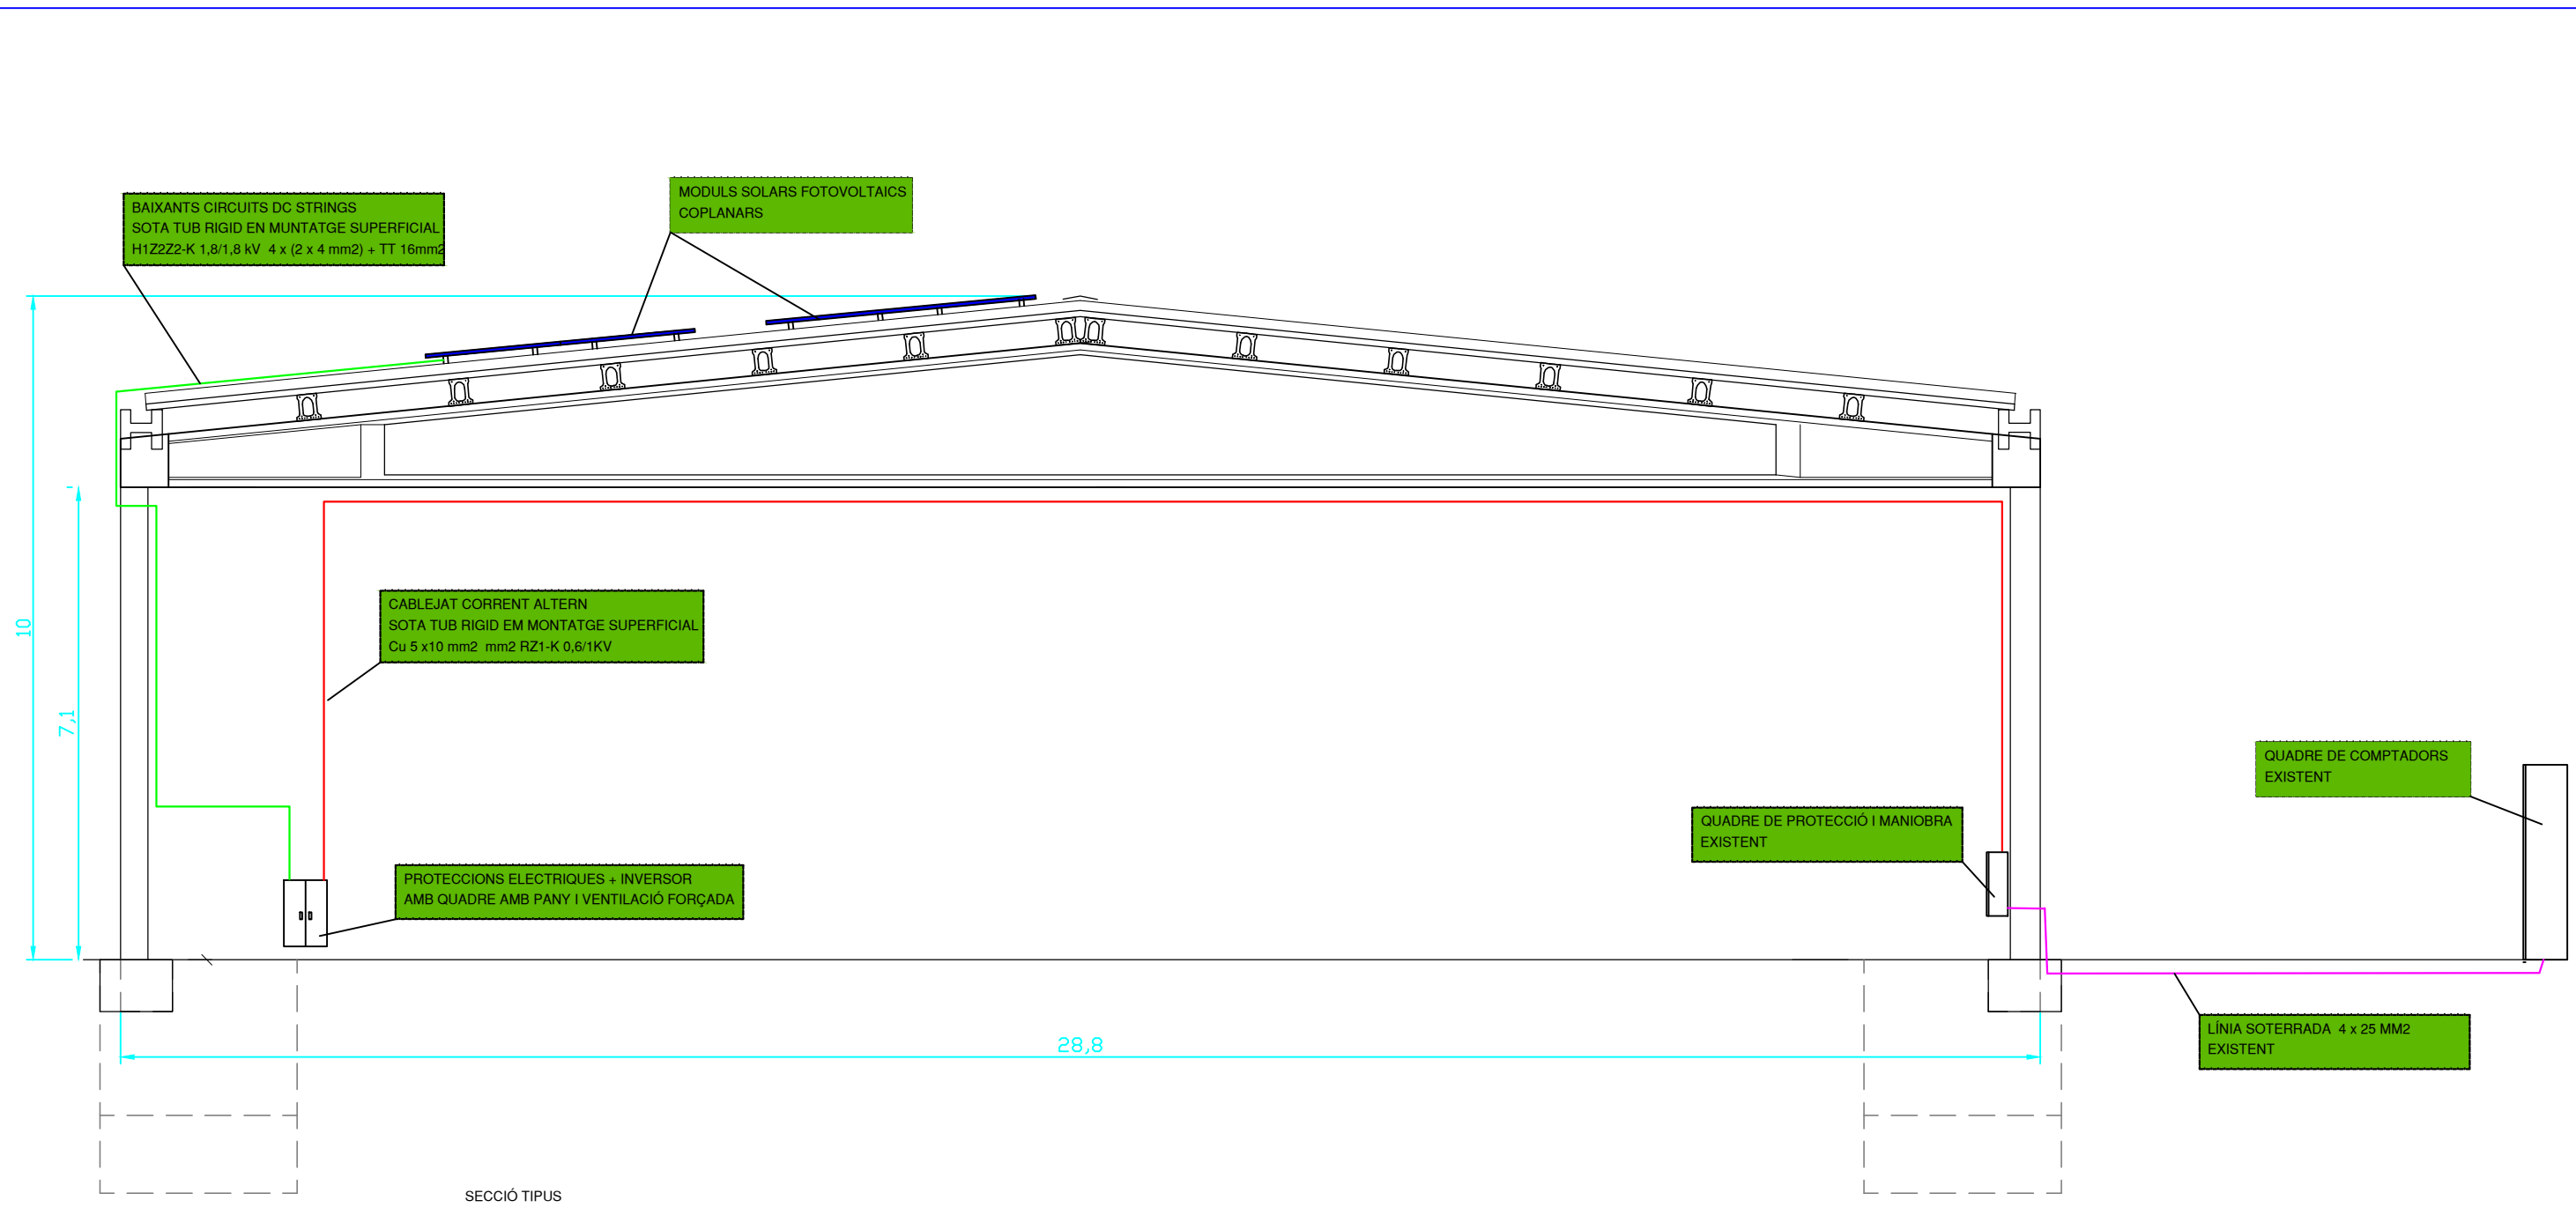 BAIXANTS CIRCUITS DC STRINGS
SOTA TUB RIGID EN MUNTATGE SUPERFICIAL
H1Z2Z2-K 1,8/1,8 kV  4 x (2 x 4 mm2) + TT 16mm2
MODULS SOLARS FOTOVOLTAICS
COPLANARS
10
7,1
CABLEJAT CORRENT ALTERN
SOTA TUB RIGID EM MONTATGE SUPERFICIAL
Cu 5 x10 mm2  mm2 RZ1-K 0,6/1KV
PROTECCIONS ELECTRIQUES + INVERSOR
AMB QUADRE AMB PANY I VENTILACIÓ FORÇADA
QUADRE DE PROTECCIÓ I MANIOBRA
EXISTENT
QUADRE DE COMPTADORS
EXISTENT
28,8
LÍNIA SOTERRADA  4 x 25 MM2
EXISTENT
SECCIÓ TIPUS